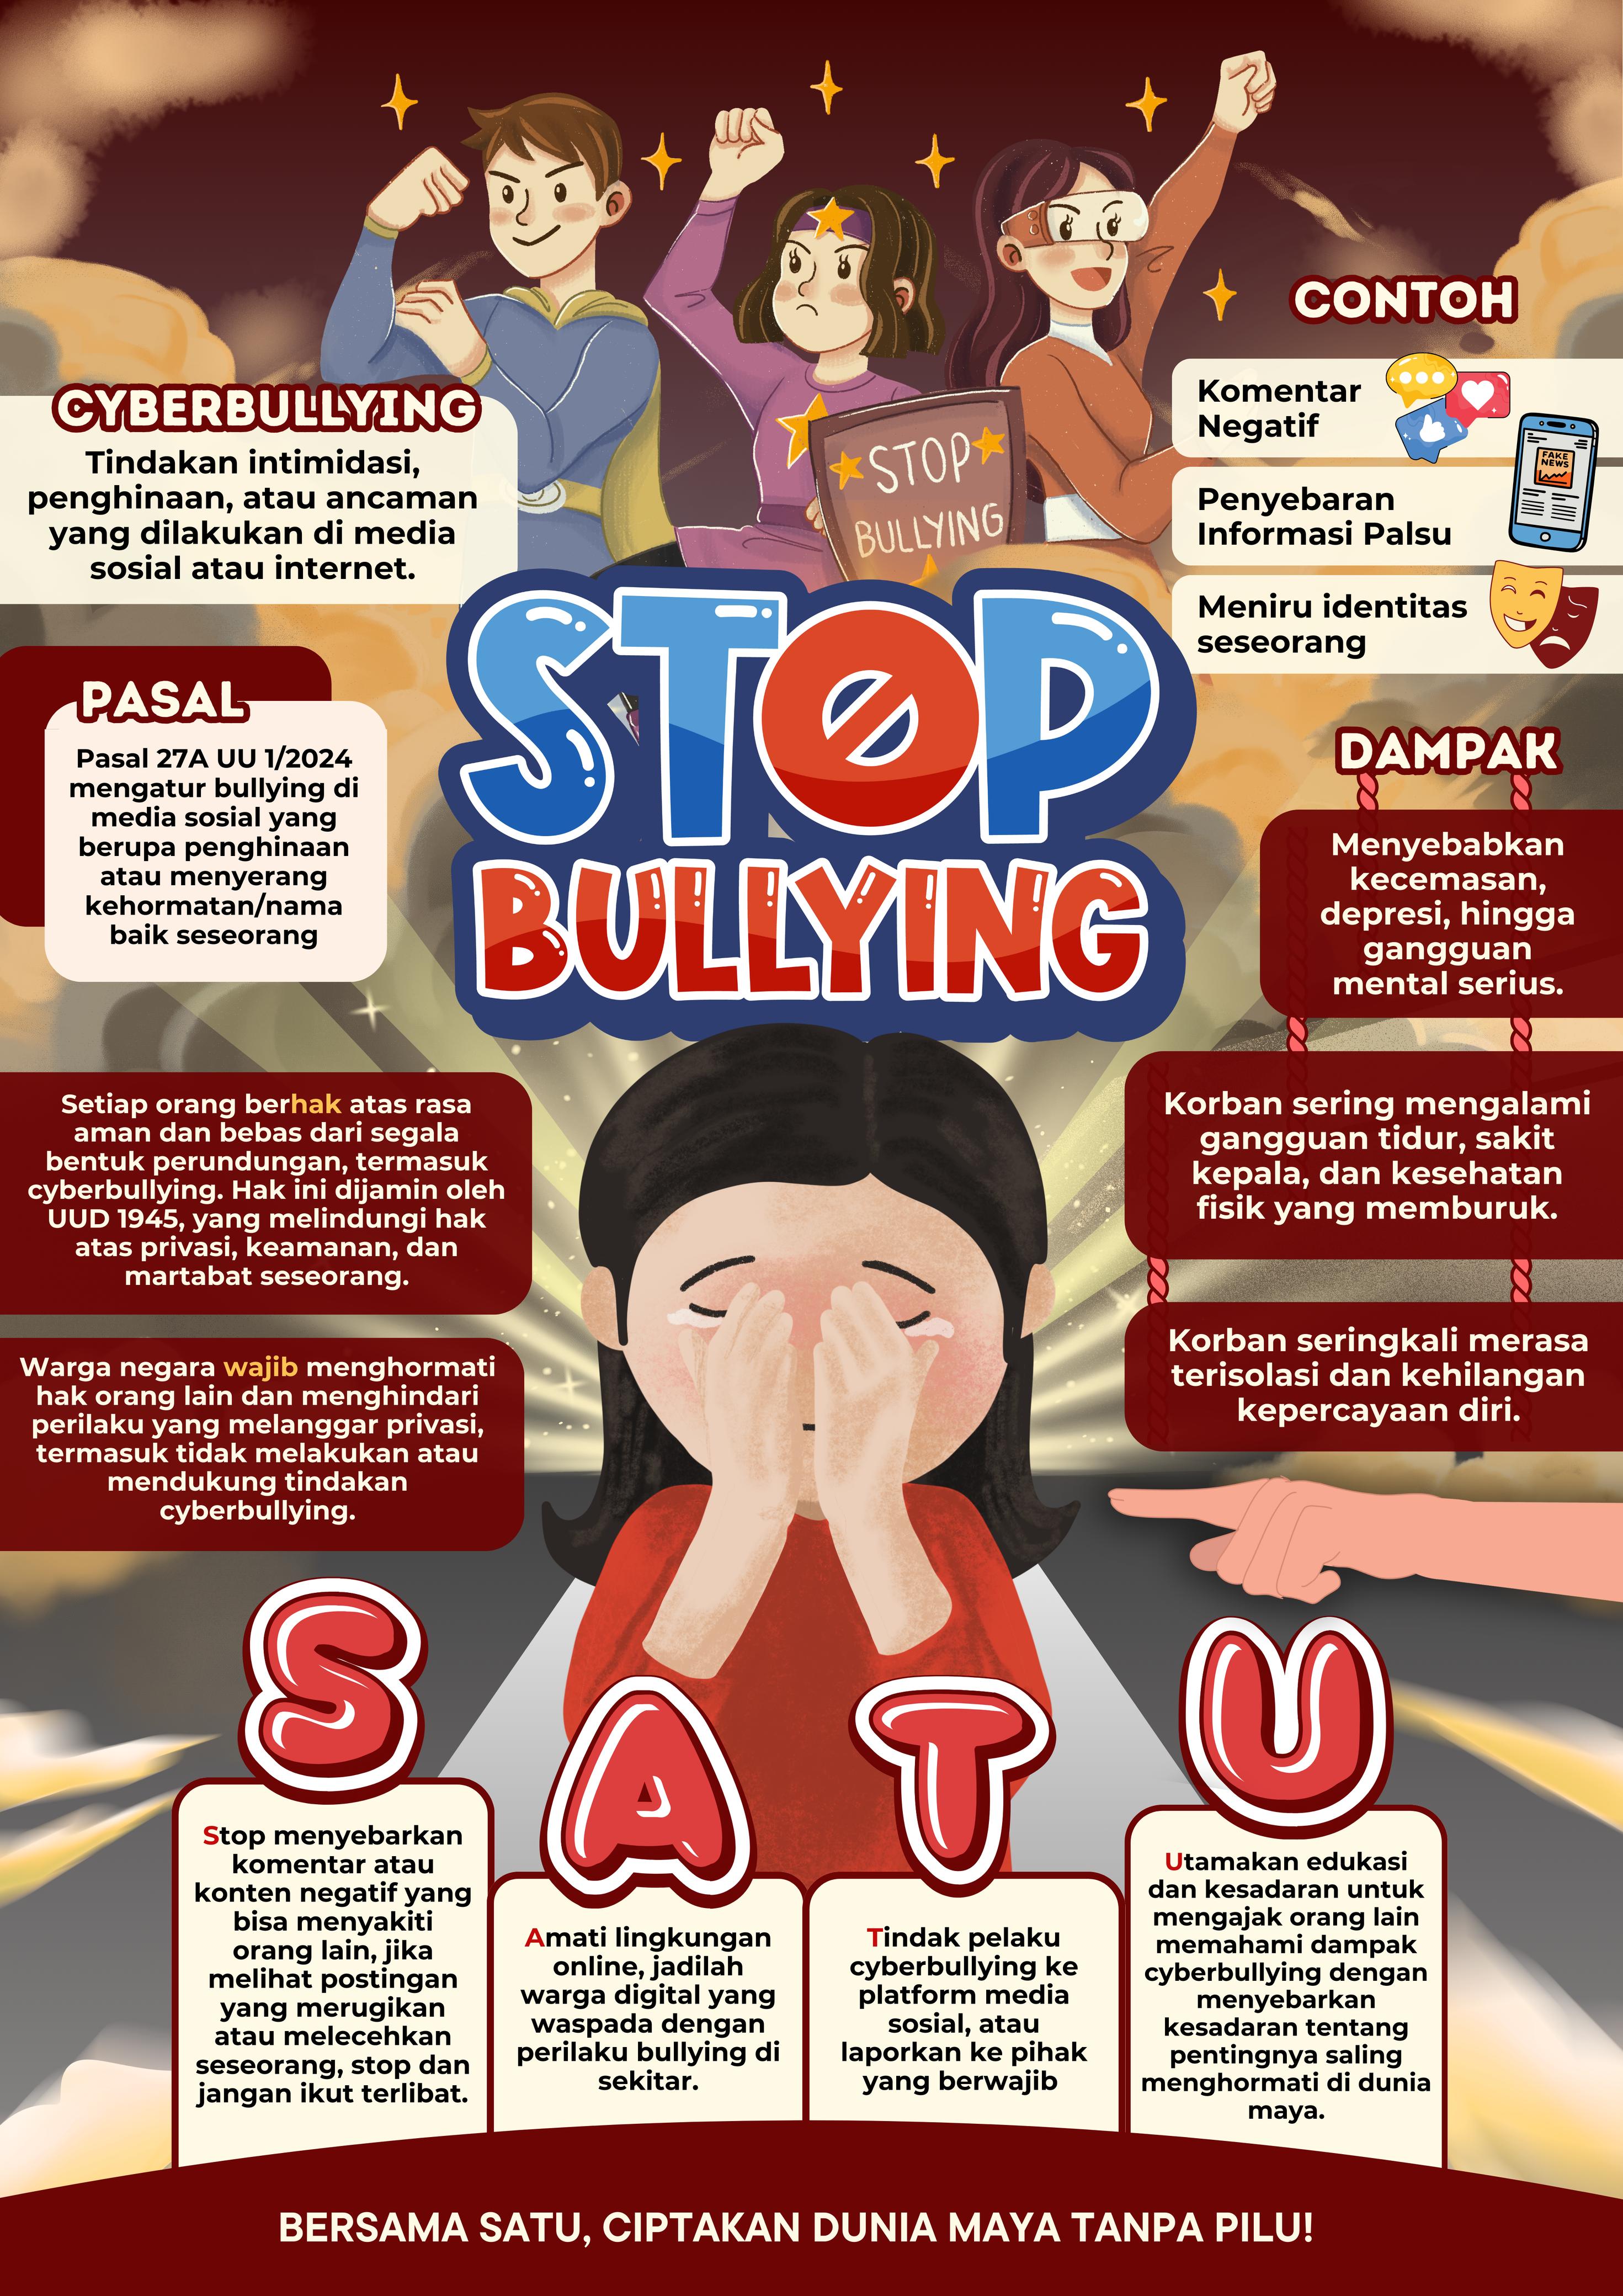 STOP
BULLYING
CYBERBULLYING
Tindakan intimidasi,
penghinaan, atau ancaman
yang dilakukan di media
sosial atau internet.
CONTOH
Komentar
Negatif
FAKE
NEWS
Penyebaran
Informasi Palsu
Meniru identitas
seseorang
STOP
BULLYING
PASAL
Pasal 27A UU 1/2024
mengatur bullying di
media sosial yang
berupa penghinaan
atau menyerang
kehormatan/nama
baik seseorang
Setiap orang berhak atas rasa
aman dan bebas dari segala
bentuk perundungan, termasuk
cyberbullying. Hak ini dijamin oleh
UUD 1945, yang melindungi hak
atas privasi, keamanan, dan
martabat seseorang.
Warga negara wajib menghormati
hak orang lain dan menghindari
perilaku yang melanggar privasi,
termasuk tidak melakukan atau
mendukung tindakan
cyberbullying.
DAMPAK
Menyebabkan
kecemasan,
depresi, hingga
gangguan
mental serius.
Korban sering mengalami
gangguan tidur, sakit
kepala, dan kesehatan
fisik yang memburuk.
Korban seringkali merasa
terisolasi dan kehilangan
kepercayaan diri.
S
Stop menyebarkan
komentar atau
konten negatif yang
bisa menyakiti
orang lain, jika
melihat postingan
yang merugikan
atau melecehkan
seseorang, stop dan
jangan ikut terlibat.
A
Amati lingkungan
online, jadilah
warga digital yang
waspada dengan
perilaku bullying di
sekitar.
T
Tindak pelaku
cyberbullying ke
platform media
sosial, atau
laporkan ke pihak
yang berwajib
U
Utamakan edukasi
dan kesadaran untuk
mengajak orang lain
memahami dampak
cyberbullying dengan
menyebarkan
kesadaran tentang
pentingnya saling
menghormati di dunia
maya.
BERSAMA SATU, CIPTAKAN DUNIA MAYA TANPA PILU!